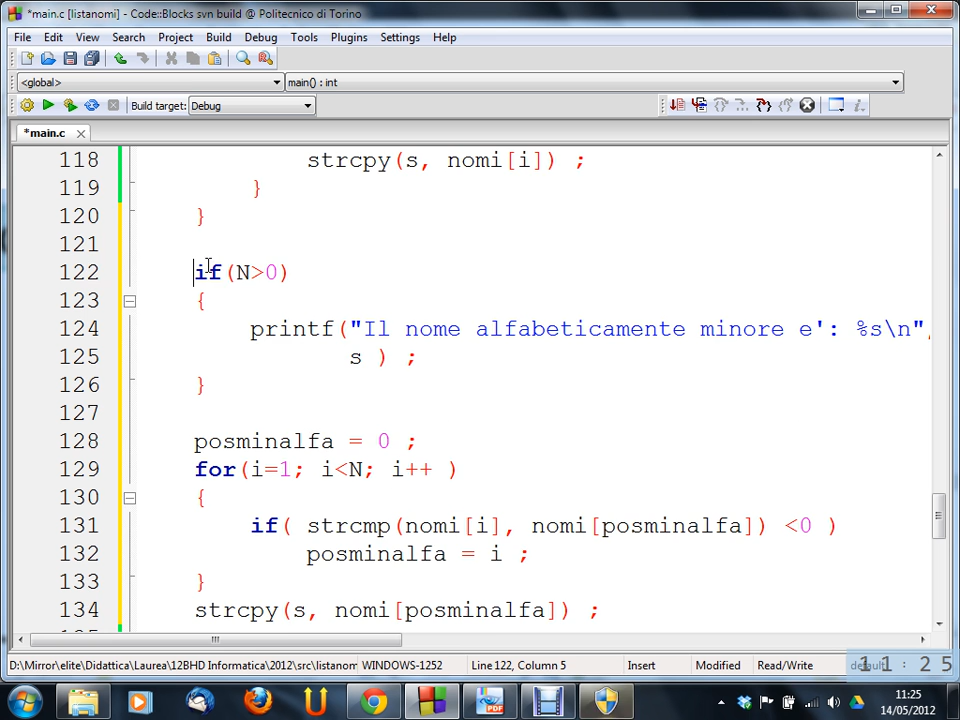 *main.c [listanomi] - Code::Blocks svn build @ Politecnico di Torino
File Edit View Search Project Build Debug Tools Plugins Settings Help
<global> main() : int
Build target: Debug
*main.c
118 strcpy(s, nomi[i]) ;
119 }
120 }
121
122 if(N>0)
123 {
124 printf("Il nome alfabeticamente minore e': %s\n",
125 s ) ;
126 }
127
128 posminalfa = 0 ;
129 for(i=1; i<N; i++ )
130 {
131 if( strcmp(nomi[i], nomi[posminalfa]) <0 )
132 posminalfa = i ;
133 }
134 strcpy(s, nomi[posminalfa]) ;
D:\Mirror\elite\Didattica\Laurea\12BHD Informatica\2012\src\listanom WINDOWS-1252 Line 122, Column 5 Insert Modified Read/Write default
11 : 25
11:25
14/05/2012